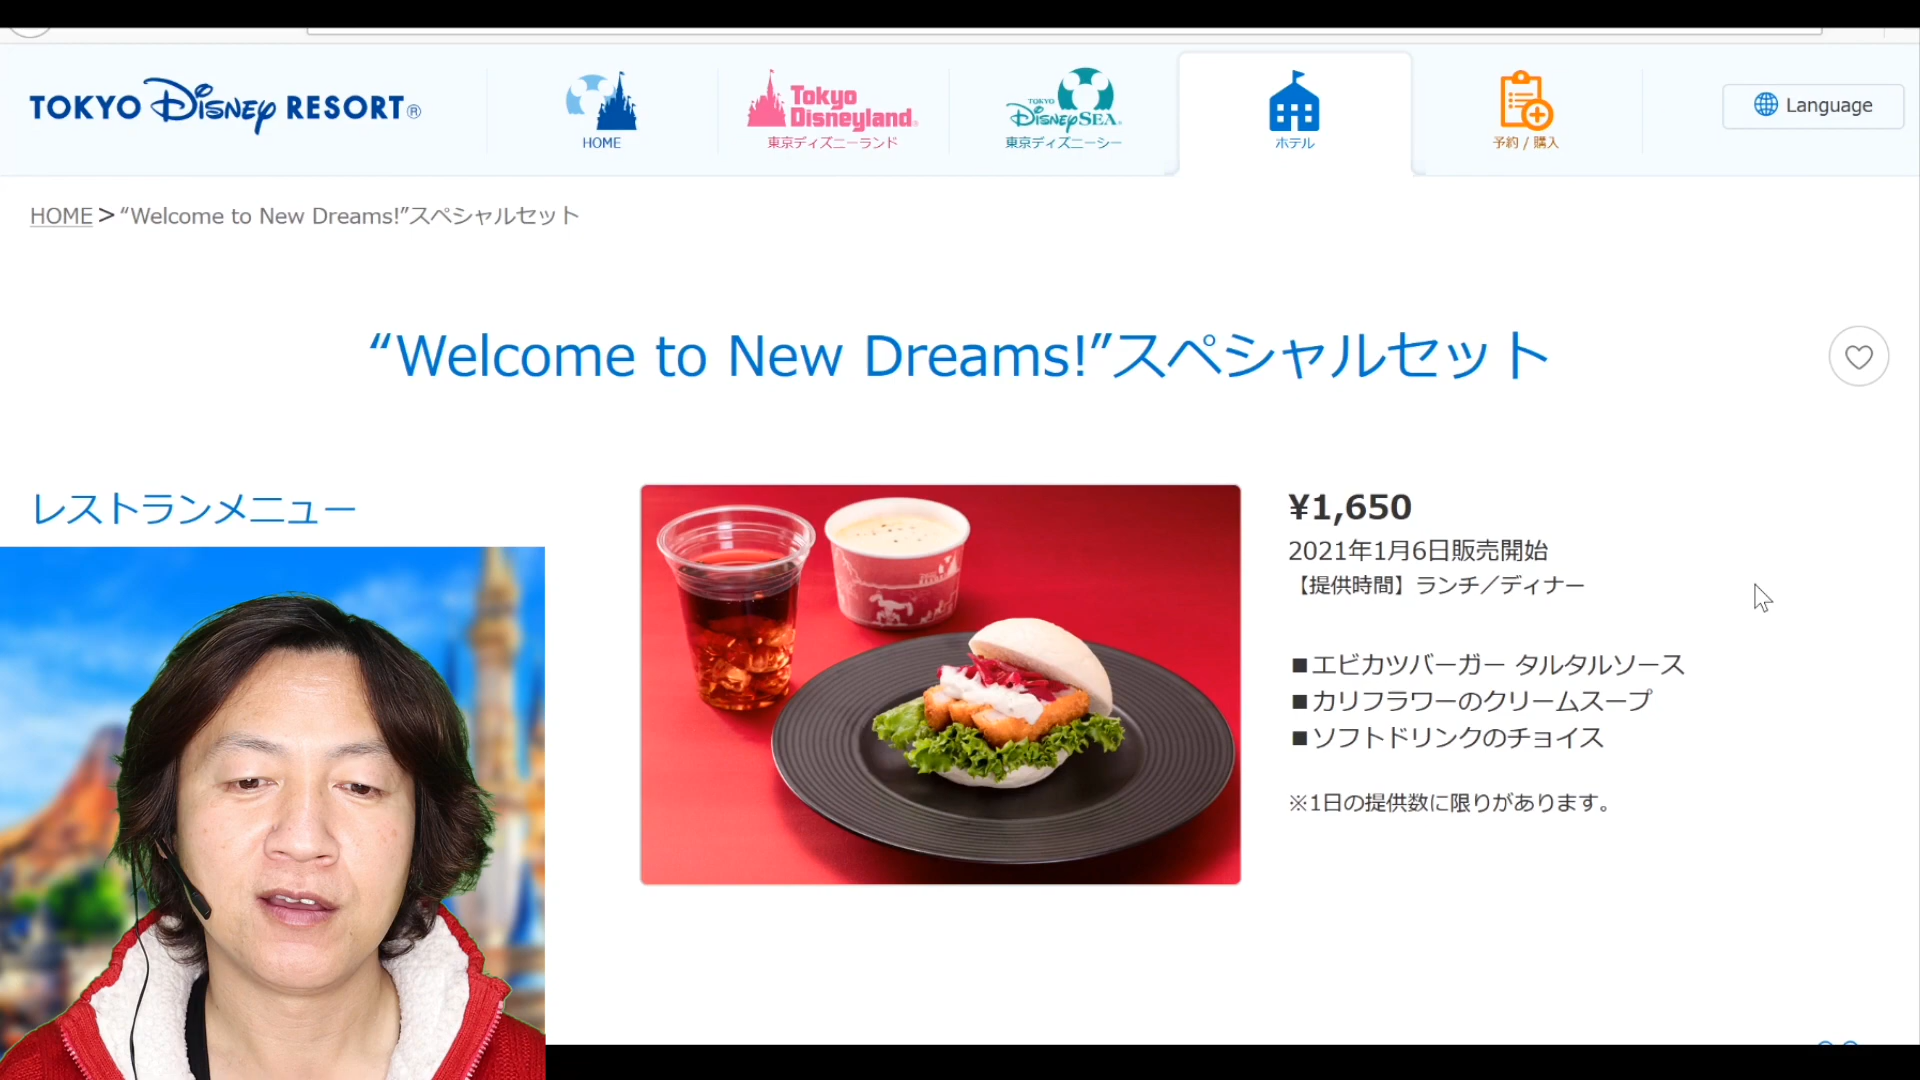 TOKYO Disney RESORT®
HOME
Tokyo Disneyland®
東京ディズニーランド
TOKYO DisneySEA®
東京ディズニーシー
ホテル
予約 / 購入
Language
HOME > “Welcome to New Dreams!”スペシャルセット
“Welcome to New Dreams!”スペシャルセット
レストランメニュー
¥1,650
2021年1月6日販売開始
【提供時間】ランチ／ディナー
■エビカツバーガー タルタルソース
■カリフラワーのクリームスープ
■ソフトドリンクのチョイス
※1日の提供数に限りがあります。